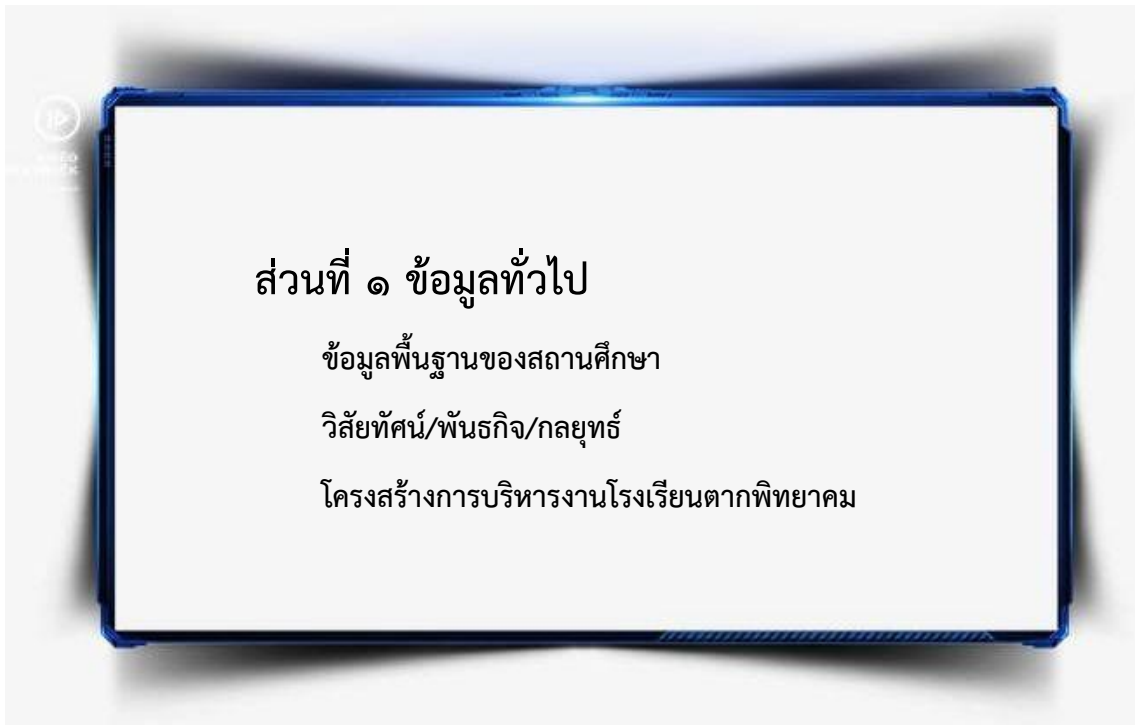 ส่วนที่ ๑ ข้อมูลทั่วไป
ข้อมูลพื้นฐานของสถานศึกษา
วิสัยทัศน์/พันธกิจ/กลยุทธ์
โครงสร้างการบริหารงานโรงเรียนตากพิทยาคม